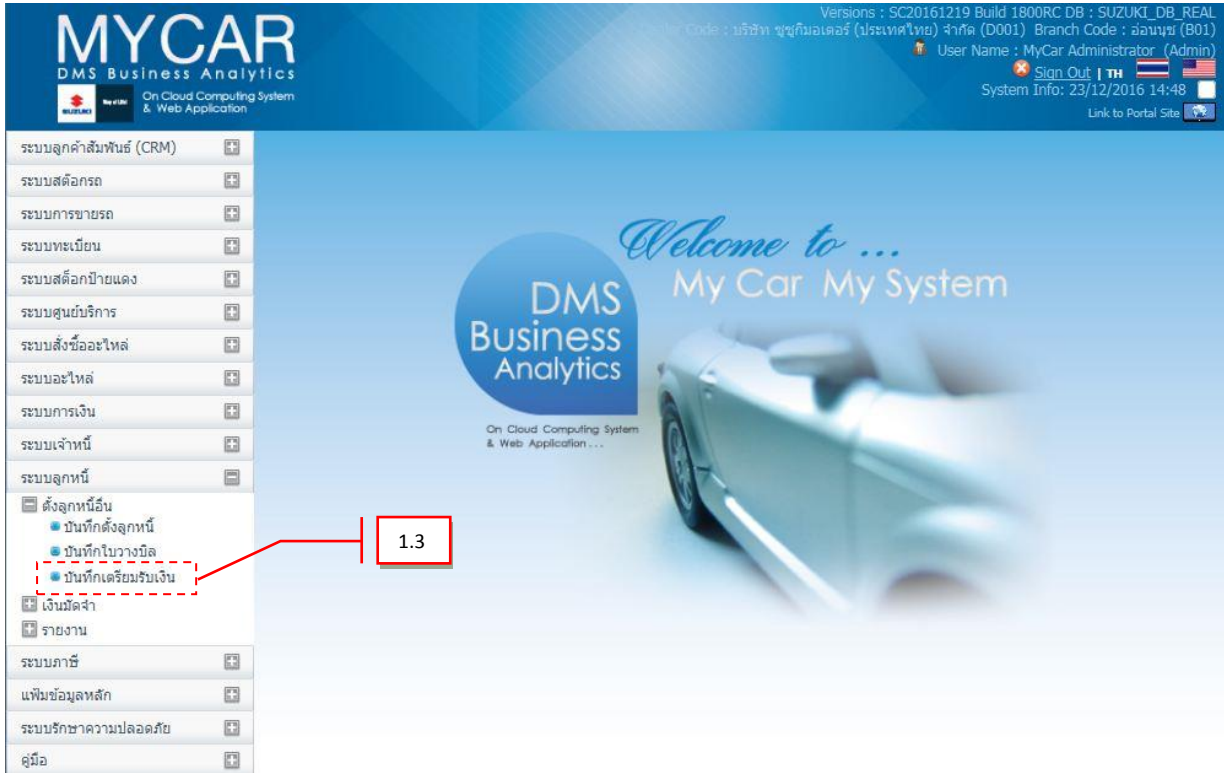 MYCAR
DMS Business Analytics
On Cloud Computing System
& Web Application
SUZUKI
Versions : SC20161219 Build 1800RC DB : SUZUKI_DB_REAL
Code : บริษัท ซูซูกิมอเตอร์ (ประเทศไทย) จำกัด (D001) Branch Code : อ่อนนุช (B01)
User Name : MyCar Administrator (Admin)
Sign Out | TH
System Info: 23/12/2016 14:48
Link to Portal Site
ระบบลูกค้าสัมพันธ์ (CRM)
ระบบสต๊อกรถ
ระบบการขายรถ
ระบบทะเบียน
ระบบสต็อกป้ายแดง
ระบบศูนย์บริการ
ระบบสั่งซื้ออะไหล่
ระบบอะไหล่
ระบบการเงิน
ระบบเจ้าหนี้
ระบบลูกหนี้
ตั้งลูกหนี้อื่น
บันทึกตั้งลูกหนี้
บันทึกใบวางบิล
บันทึกเตรียมรับเงิน
เงินมัดจำ
รายงาน
ระบบภาษี
แฟ้มข้อมูลหลัก
ระบบรักษาความปลอดภัย
คู่มือ
1.3
Welcome to ...
My Car My System
DMS
Business
Analytics
On Cloud Computing System
& Web Application ...